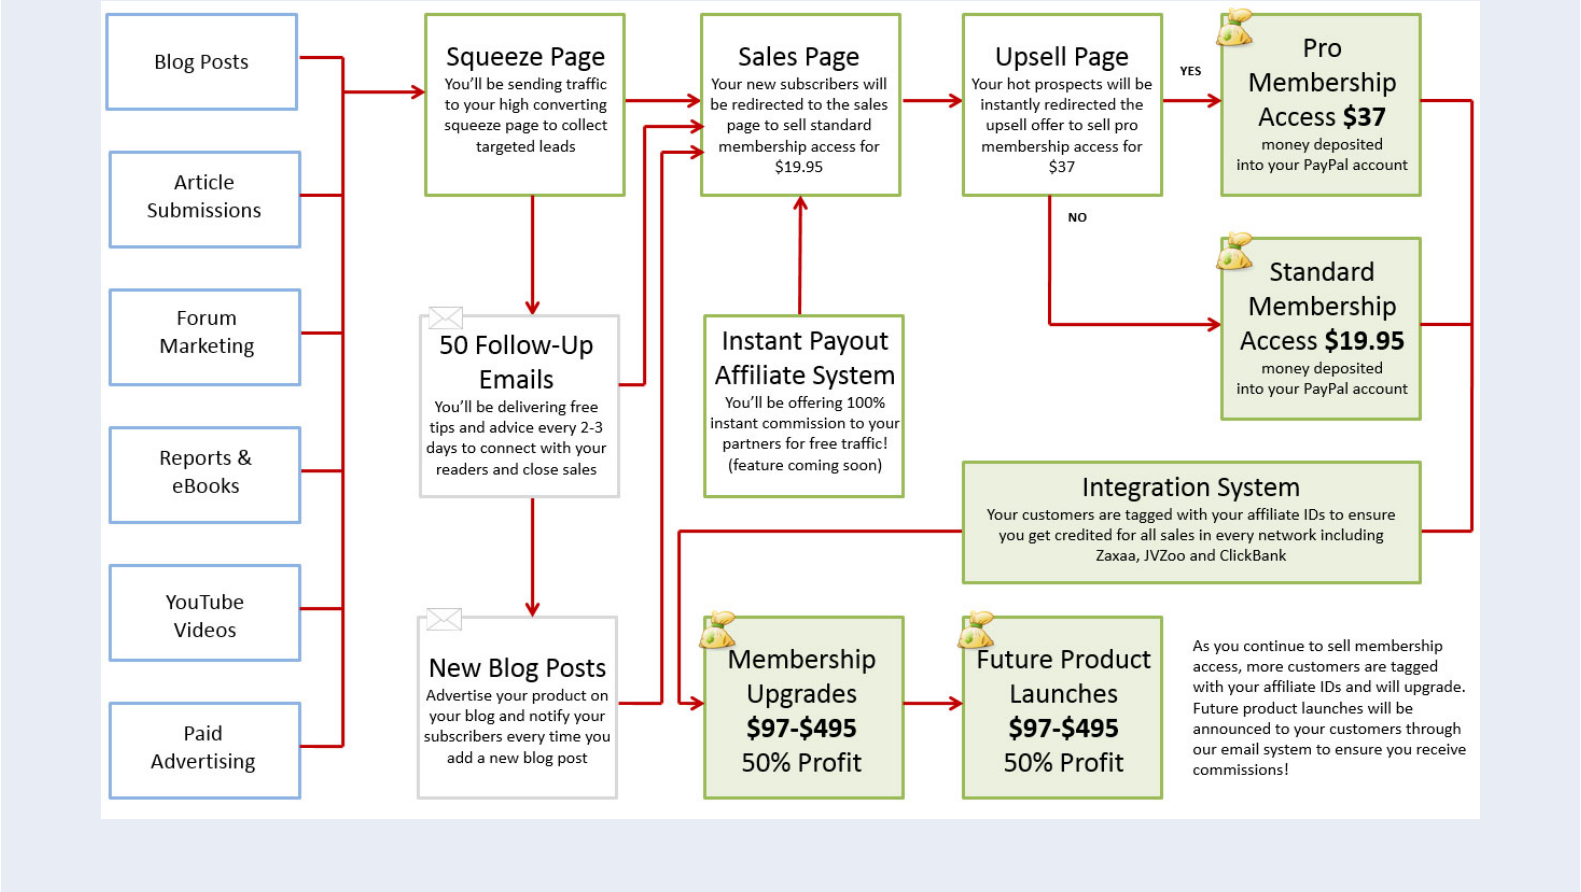 Blog Posts
Article
Submissions
Forum
Marketing
Reports &
eBooks
YouTube
Videos
Paid
Advertising
Squeeze Page
You'll be sending traffic
to your high converting
squeeze page to collect
targeted leads
50 Follow-Up
Emails
You'll be delivering free
tips and advice every 2-3
days to connect with your
readers and close sales
New Blog Posts
Advertise your product on
your blog and notify your
subscribers every time you
add a new blog post
Sales Page
Your new subscribers will
be redirected to the sales
page to sell standard
membership access for
$19.95
Instant Payout
Affiliate System
You'll be offering 100%
instant commission to your
partners for free traffic!
(feature coming soon)
Upsell Page
Your hot prospects will be
instantly redirected the
upsell offer to sell pro
membership access for
$37
YES
NO
Pro
Membership
Access $37
money deposited
into your PayPal account
Standard
Membership
Access $19.95
money deposited
into your PayPal account
Integration System
Your customers are tagged with your affiliate IDs to ensure
you get credited for all sales in every network including
Zaxaa, JVZoo and ClickBank
Membership
Upgrades
$97-$495
50% Profit
Future Product
Launches
$97-$495
50% Profit
As you continue to sell membership
access, more customers are tagged
with your affiliate IDs and will upgrade.
Future product launches will be
announced to your customers through
our email system to ensure you receive
commissions!